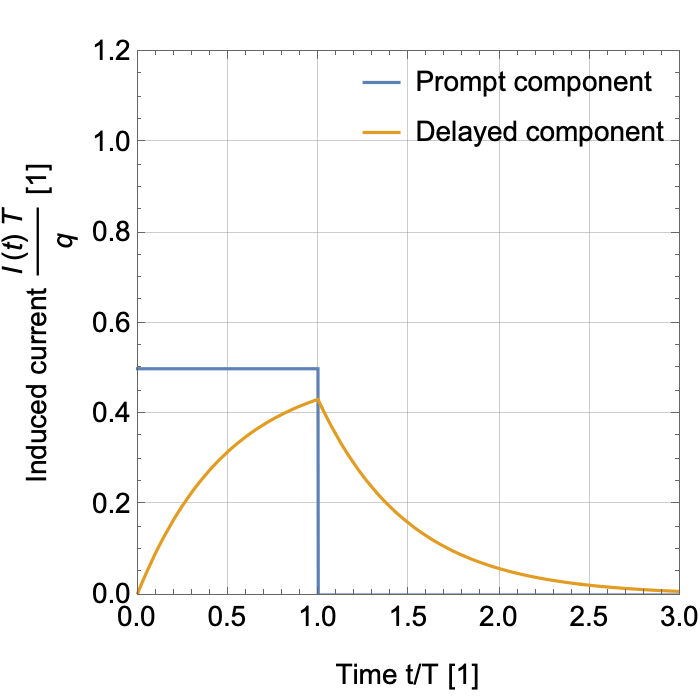 1.2
1.0
0.8
0.6
0.4
0.2
0.0
0.0 0.5 1.0 1.5 2.0 2.5 3.0
Time t/T [1]
Induced current I (t) T / q [1]
Prompt component
Delayed component